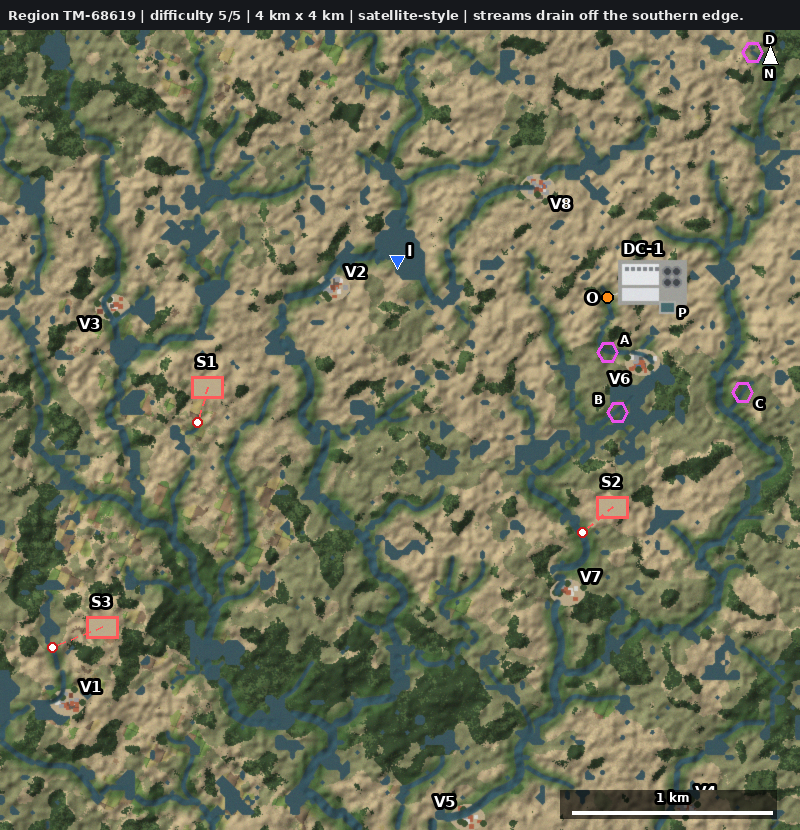 Region TM-68619 | difficulty 5/5 | 4 km x 4 km | satellite-style | streams drain off the southern edge.
D
N
V8
I
DC-1
V2
O
P
V3
A
S1
V6
B
C
S2
V7
S3
V1
V4
1 km
V5